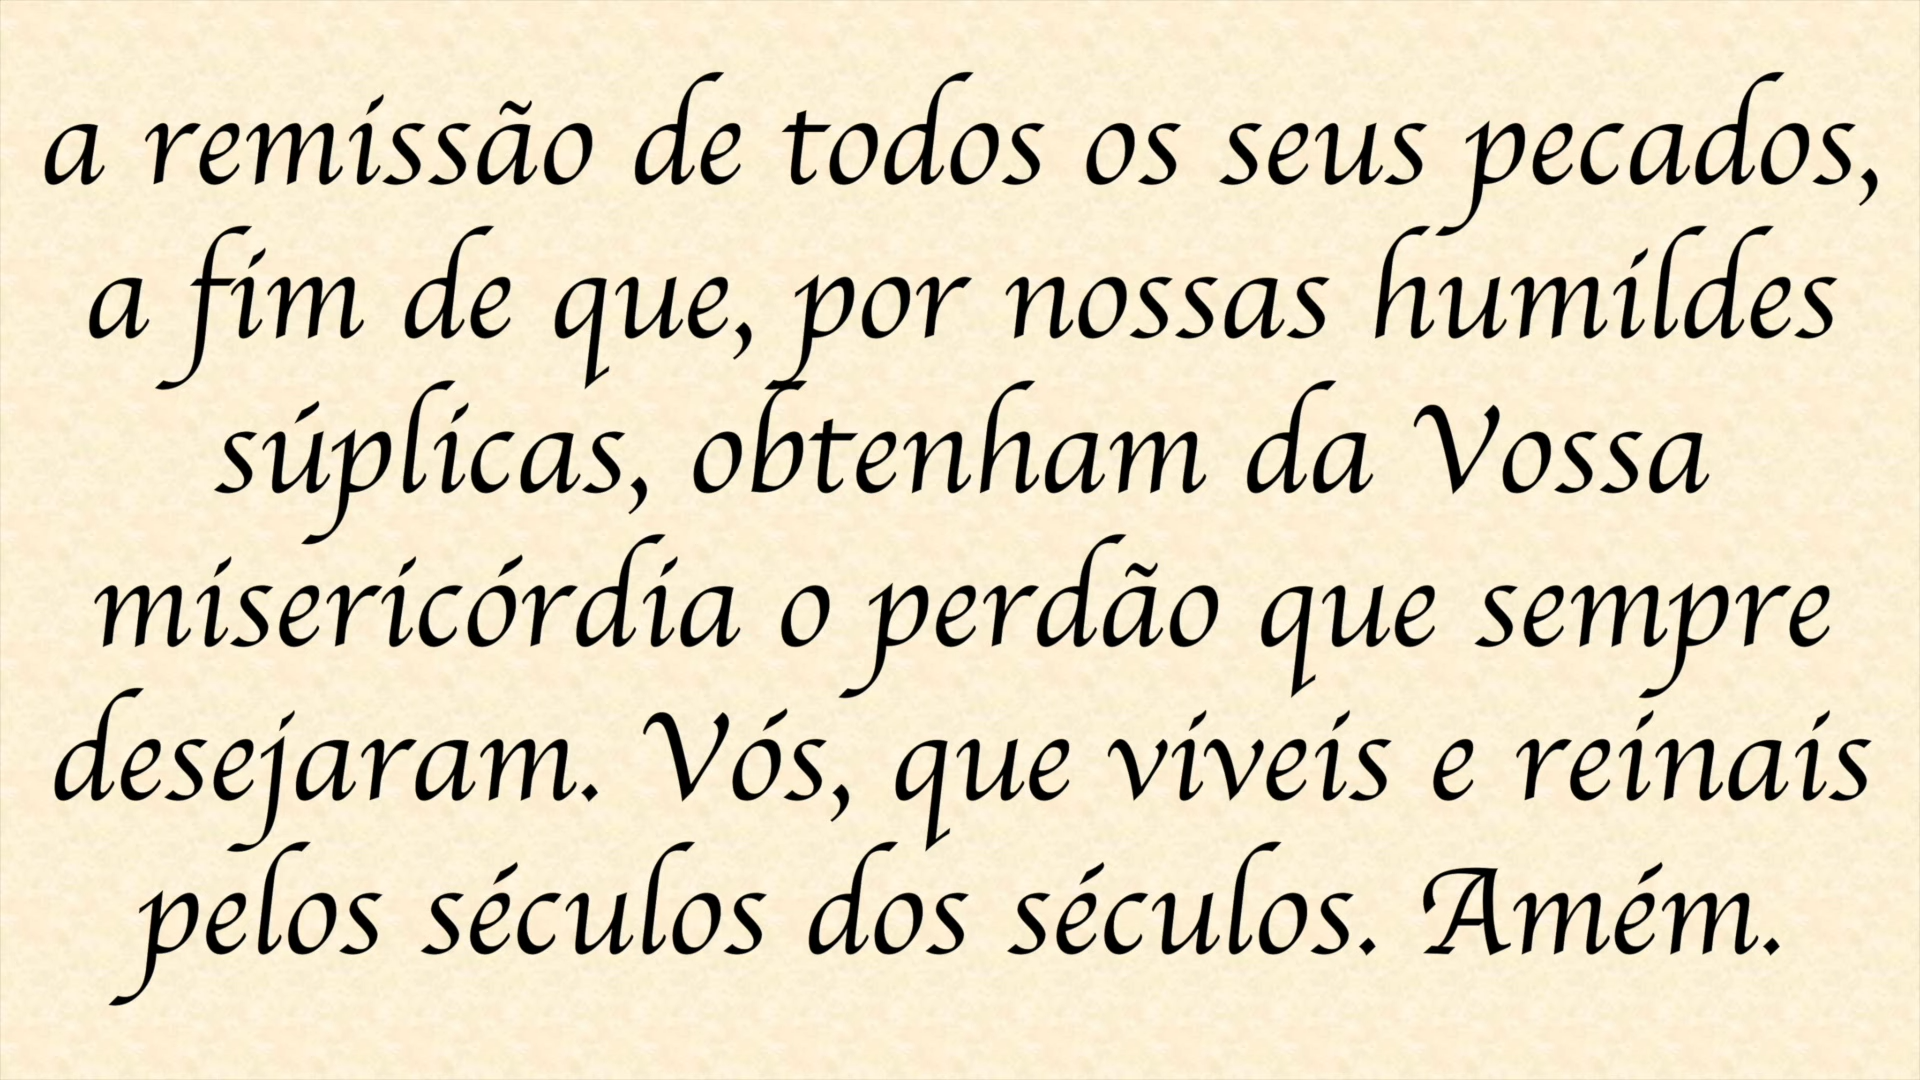 a remissão de todos os seus pecados,
a fim de que, por nossas humildes
súplicas, obtenham da Vossa
misericórdia o perdão que sempre
desejaram. Vós, que viveis e reinais
pelos séculos dos séculos. Amém.